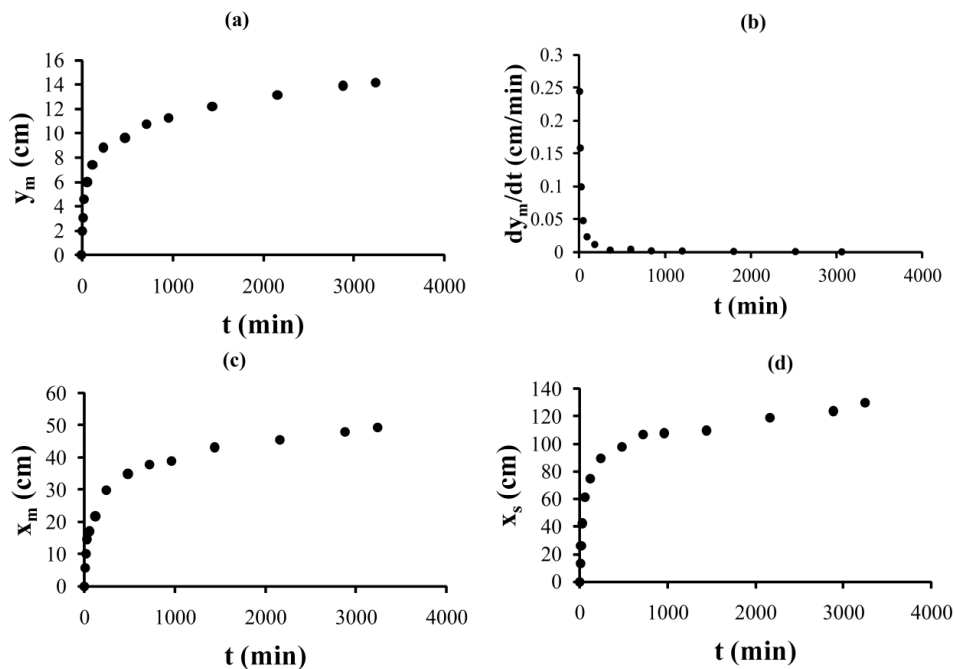 (a)
y_m (cm)
16
14
12
10
8
6
4
2
0
0 1000 2000 3000 4000
t (min)
(b)
dy_m/dt (cm/min)
0.3
0.25
0.2
0.15
0.1
0.05
0
0 1000 2000 3000 4000
t (min)
(c)
x_m (cm)
60
50
40
30
20
10
0
0 1000 2000 3000 4000
t (min)
(d)
x_s (cm)
140
120
100
80
60
40
20
0
0 1000 2000 3000 4000
t (min)